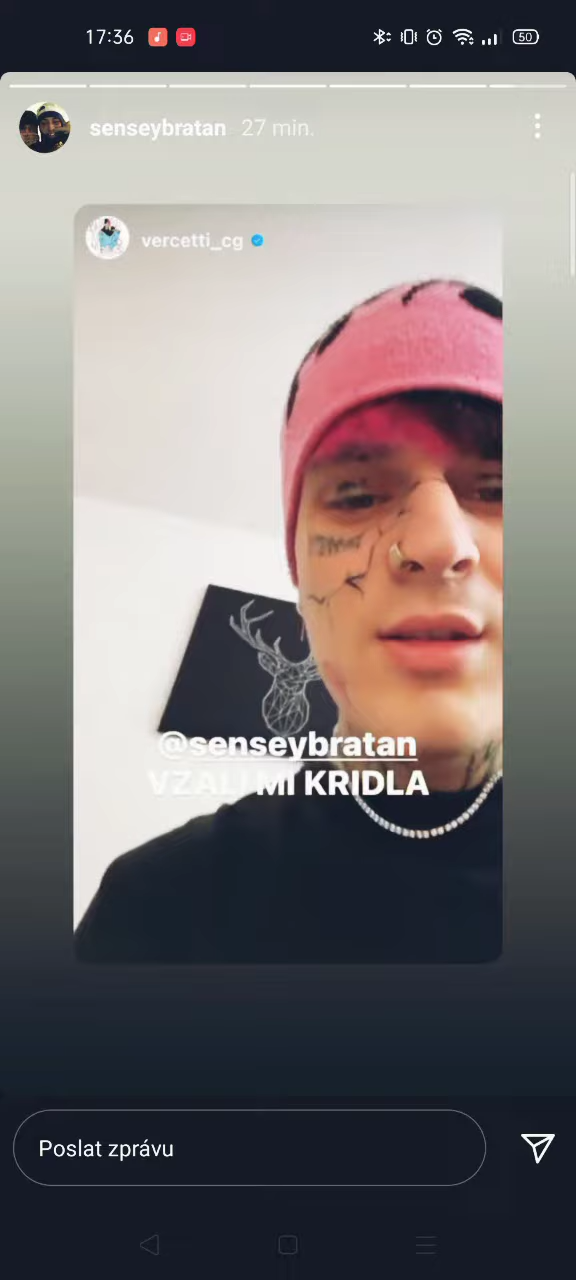 17:36
50
senseybratan 27 min.
vercetti_cg
@senseybratan
VZALI MI KRIDLA
Poslat zprávu